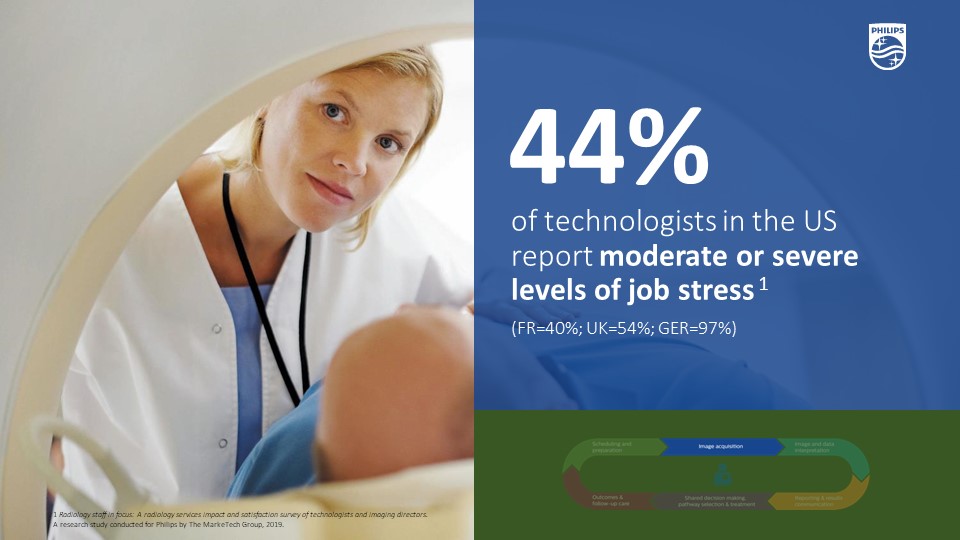 PHILIPS
44%
of technologists in the US
report moderate or severe
levels of job stress 1
(FR=40%; UK=54%; GER=97%)
Scheduling and
preparation
Image acquisition
Image and data
interpretation
Outcomes &
follow-up care
Shared decision making,
pathway selection & treatment
Reporting & results
communication
1 Radiology staff in focus: A radiology services impact and satisfaction survey of technologists and imaging directors.
A research study conducted for Philips by The MarkeTech Group, 2019.